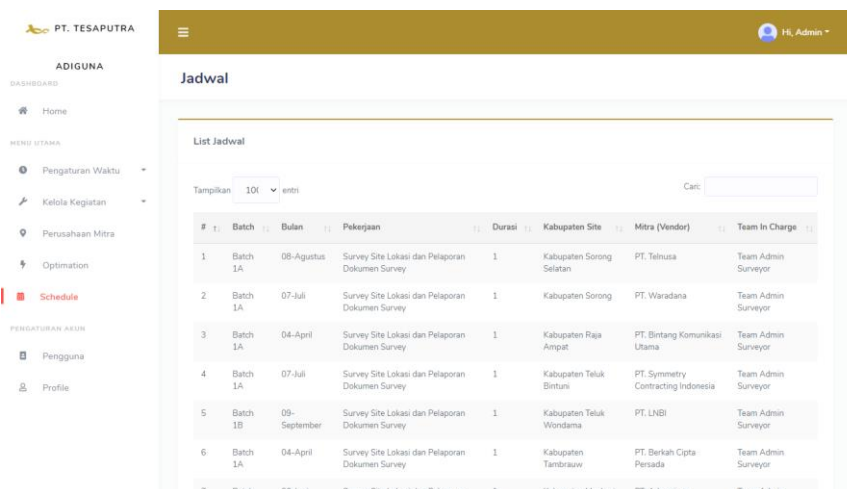 PT. TESAPUTRA
ADIGUNA
DASHBOARD
Home
MENU UTAMA
Pengaturan Waktu
Kelola Kegiatan
Perusahaan Mitra
Optimation
Schedule
PENGATURAN AKUN
Pengguna
Profile
Hi, Admin
Jadwal
List Jadwal
Tampilkan 100 entri
Cari:
# Batch Bulan Pekerjaan Durasi Kabupaten Site Mitra (Vendor) Team In Charge
1 Batch 08-Agustus Survey Site Lokasi dan Pelaporan 1 Kabupaten Sorong PT. Telnusa Team Admin
1A Dokumen Survey Selatan Surveyor
2 Batch 07-Juli Survey Site Lokasi dan Pelaporan 1 Kabupaten Sorong PT. Waradana Team Admin
1A Dokumen Survey Surveyor
3 Batch 04-April Survey Site Lokasi dan Pelaporan 1 Kabupaten Raja PT. Bintang Komunikasi Team Admin
1A Dokumen Survey Ampat Utama Surveyor
4 Batch 07-Juli Survey Site Lokasi dan Pelaporan 1 Kabupaten Teluk PT. Symmetry Team Admin
1A Dokumen Survey Bintuni Contracting Indonesia Surveyor
5 Batch 09- Survey Site Lokasi dan Pelaporan 1 Kabupaten Teluk PT. LNBI Team Admin
1B September Dokumen Survey Wondama Surveyor
6 Batch 04-April Survey Site Lokasi dan Pelaporan 1 Kabupaten PT. Berkah Cipta Team Admin
1A Dokumen Survey Tambrauw Persada Surveyor